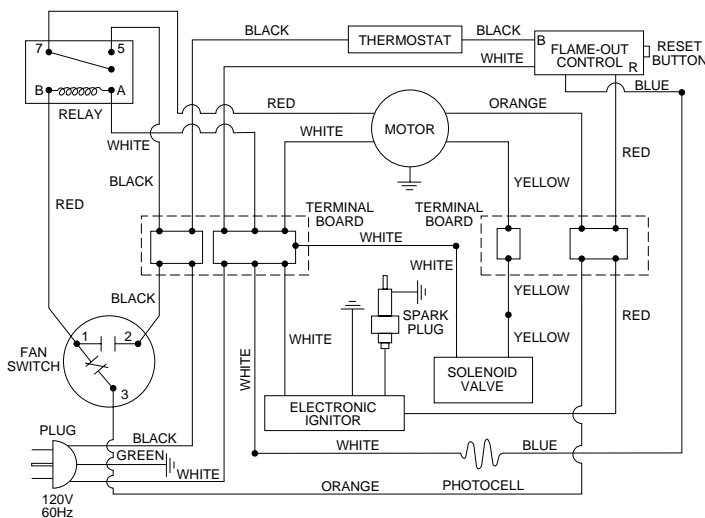 7
5
BLACK
THERMOSTAT
BLACK
B
FLAME-OUT
CONTROL
R
RESET
BUTTON
WHITE
BLUE
B
A
RELAY
RED
ORANGE
WHITE
WHITE
MOTOR
RED
BLACK
YELLOW
RED
TERMINAL
BOARD
TERMINAL
BOARD
WHITE
WHITE
BLACK
YELLOW
SPARK
PLUG
RED
YELLOW
WHITE
1
2
FAN
SWITCH
WHITE
SOLENOID
VALVE
3
ELECTRONIC
IGNITOR
PLUG
BLACK
WHITE
BLUE
GREEN
WHITE
ORANGE
PHOTOCELL
120V
60Hz